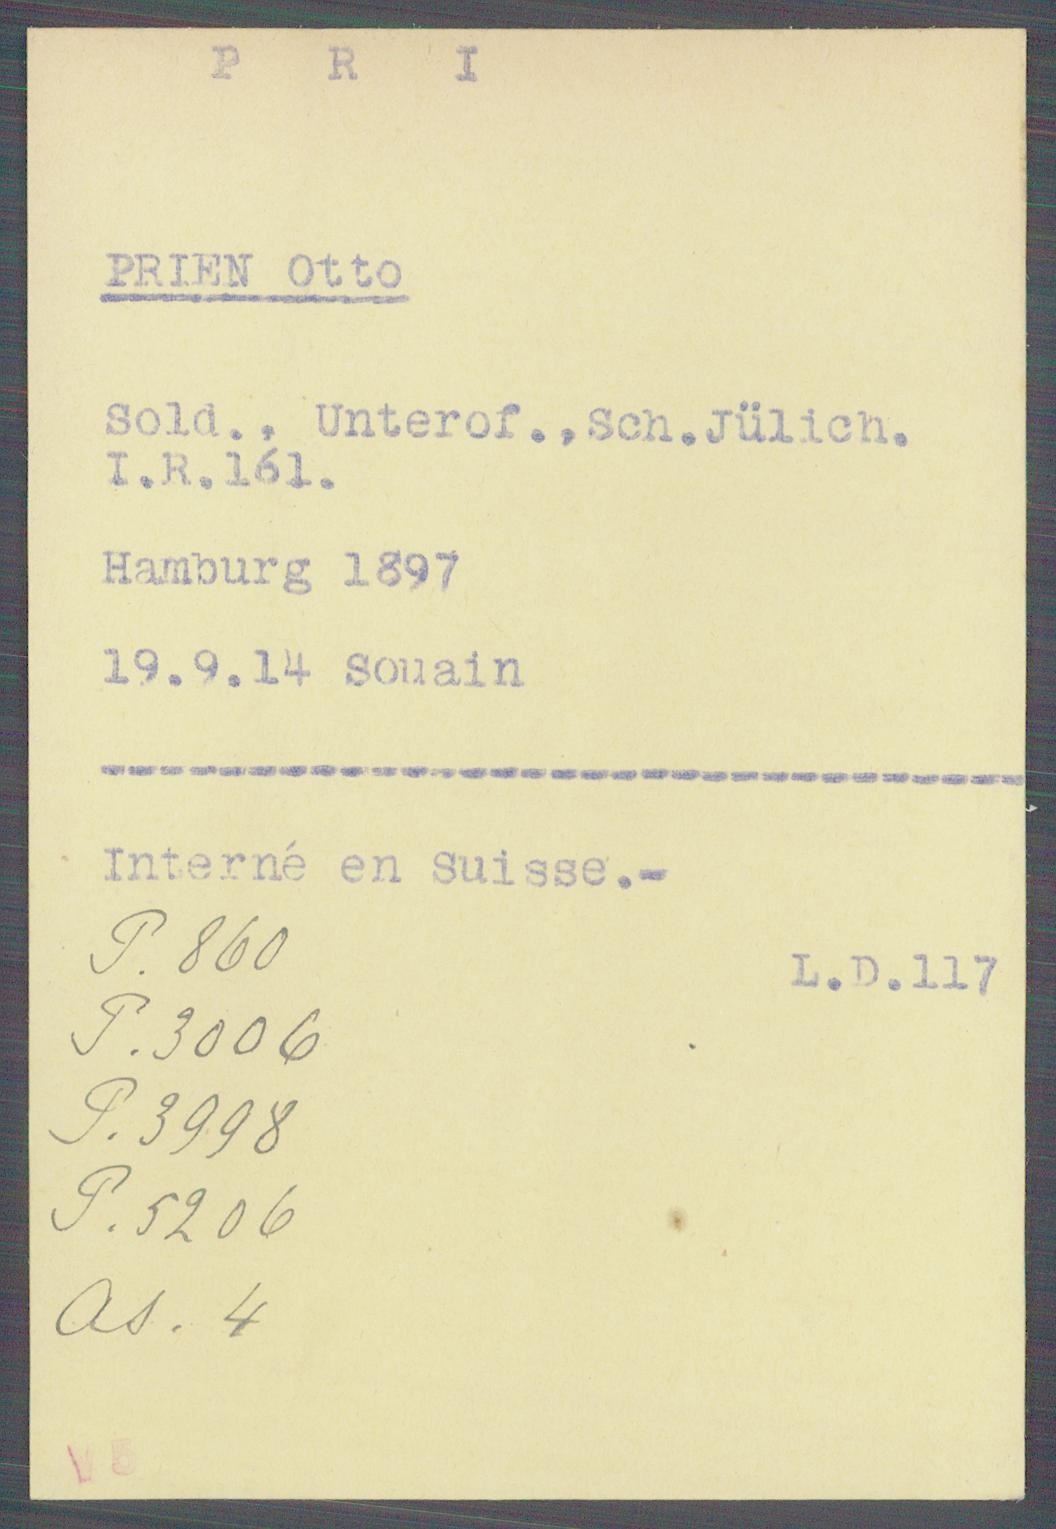 P R I
PRIEN Otto
Sold., Unterof.,Sch.Jülich.
I.R.161.
Hamburg 1897
19.9.14 Souain
-------------------------------
Interné en Suisse.-
P. 860
L.D.117
P. 3006
P. 3998
P. 5206
As. 4
V 5